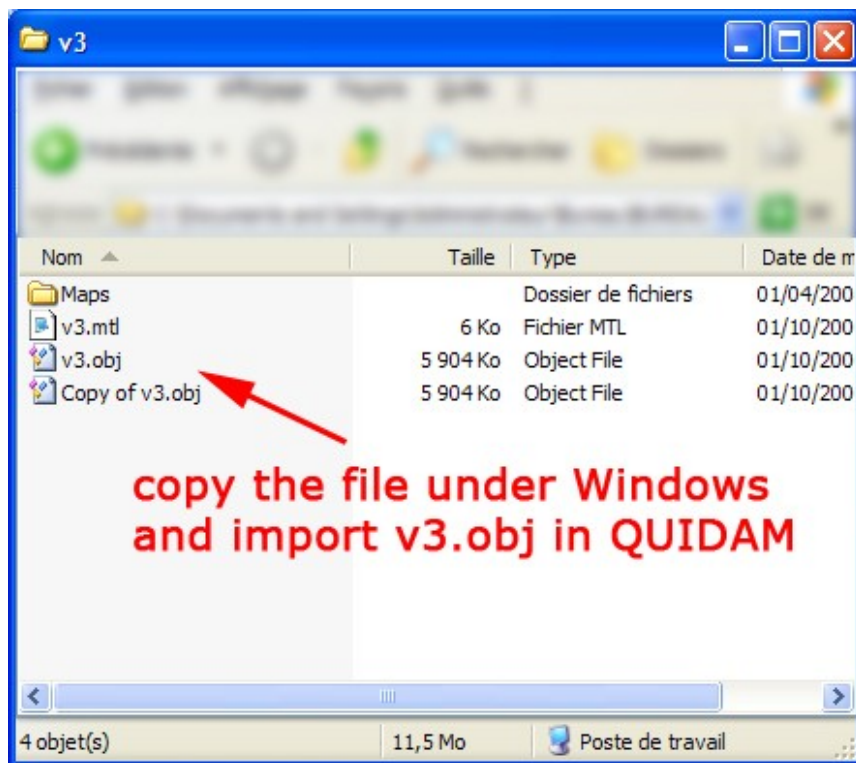 v3
Nom Taille Type Date de m
Maps Dossier de fichiers 01/04/200
v3.mtl 6 Ko Fichier MTL 01/10/200
v3.obj 5 904 Ko Object File 01/10/200
Copy of v3.obj 5 904 Ko Object File 01/10/200
copy the file under Windows
and import v3.obj in QUIDAM
4 objet(s) 11,5 Mo Poste de travail